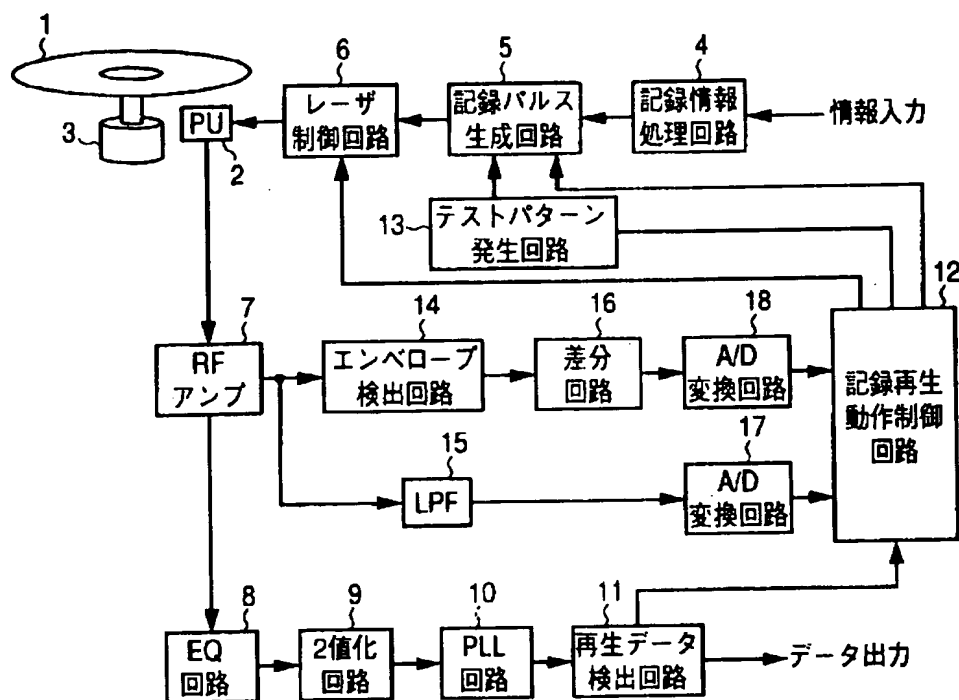 1
6
レーザ
制御回路
5
記録パルス
生成回路
4
記録情報
処理回路
情報入力
PU
2
3
13
テストパターン
発生回路
12
記録再生
動作制御
回路
7
RF
アンプ
14
エンベロープ
検出回路
16
差分
回路
18
A/D
変換回路
15
LPF
17
A/D
変換回路
8
EQ
回路
9
2値化
回路
10
PLL
回路
11
再生データ
検出回路
データ出力